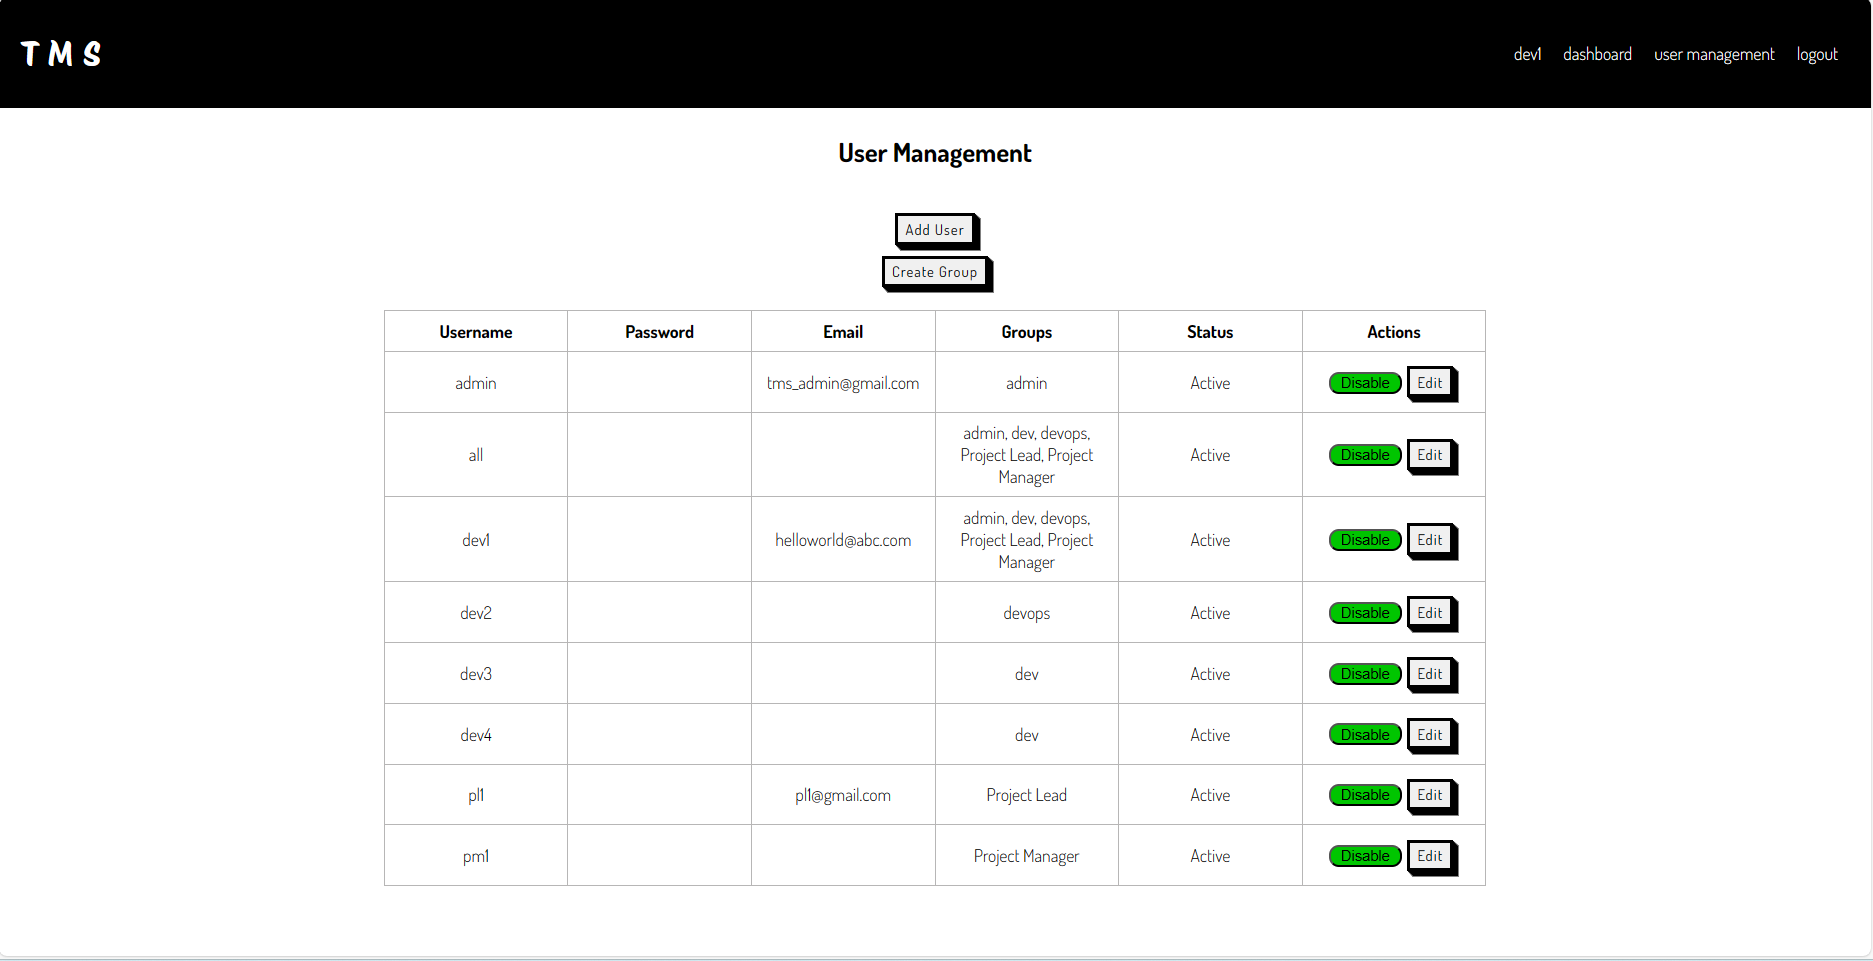 TMS
dev1 dashboard user management logout
User Management
Add User
Create Group
Username Password Email Groups Status Actions
admin tms_admin@gmail.com admin Active Disable Edit
all admin, dev, devops,
Project Lead, Project
Manager Active Disable Edit
dev1 helloworld@abc.com admin, dev, devops,
Project Lead, Project
Manager Active Disable Edit
dev2 devops Active Disable Edit
dev3 dev Active Disable Edit
dev4 dev Active Disable Edit
pl1 pl1@gmail.com Project Lead Active Disable Edit
pm1 Project Manager Active Disable Edit